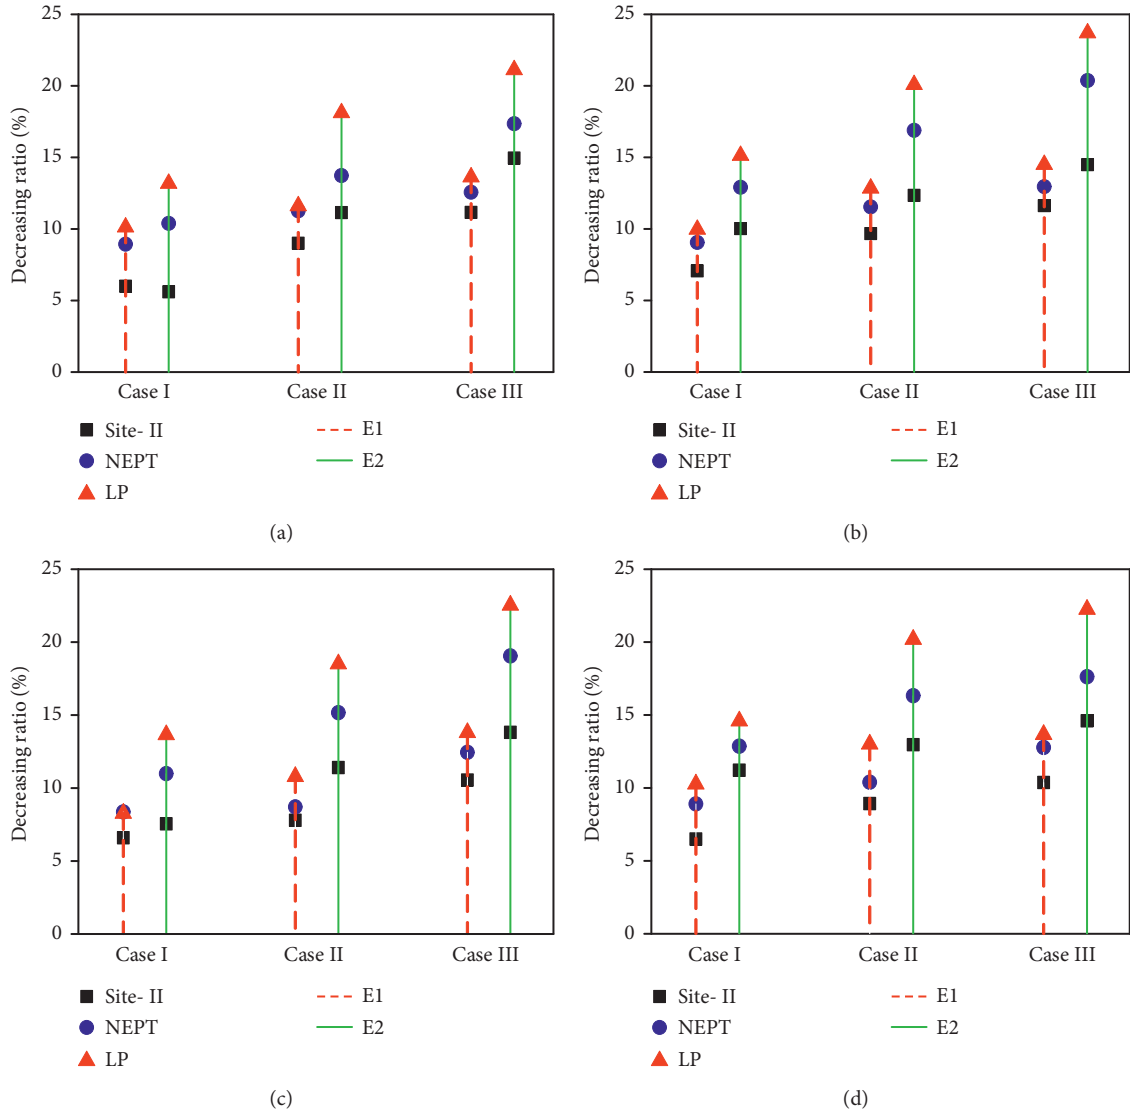 25
20
15
10
5
0
Decreasing ratio (%)
Case I Case II Case III
Site- II
NEPT
LP
E1
E2
(a)
25
20
15
10
5
0
Decreasing ratio (%)
Case I Case II Case III
Site- II
NEPT
LP
E1
E2
(b)
25
20
15
10
5
0
Decreasing ratio (%)
Case I Case II Case III
Site- II
NEPT
LP
E1
E2
(c)
25
20
15
10
5
0
Decreasing ratio (%)
Case I Case II Case III
Site- II
NEPT
LP
E1
E2
(d)